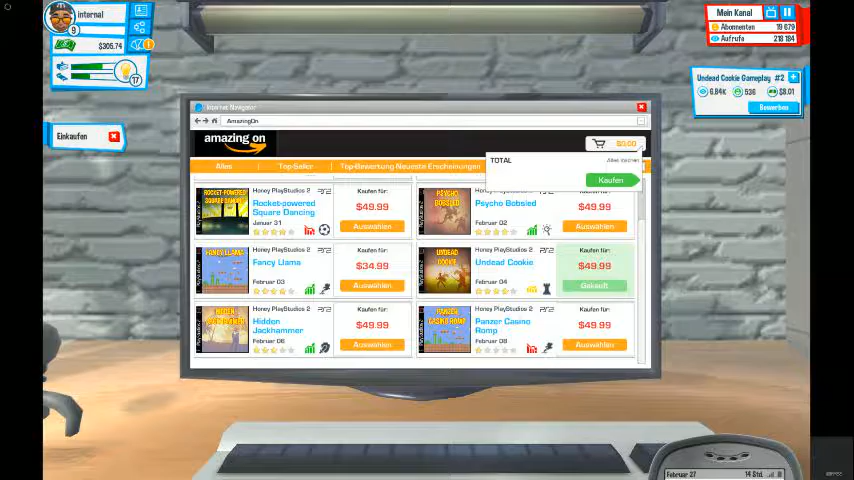 internal
9
$305.74
17
Einkaufen
Mein Kanal
Abonnenten 19 679
Aufrufe 218 184
Undead Cookie Gameplay #2
6.84K 536 $8.01
Bewerben
Internet Navigator
AmazingOn
amazing on
$0.00
Alles Top-Seller Top-Bewertung Neueste Erscheinungen
TOTAL
Alles löschen
Kaufen
Honey PlayStudios 2
Rocket-powered
Square Dancing
Januar 31
Kaufen für:
$49.99
Auswählen
Honey PlayStudios 2
Psycho Bobsled
Februar 02
Kaufen für:
$49.99
Auswählen
Honey PlayStudios 2
Fancy Llama
Februar 03
Kaufen für:
$34.99
Auswählen
Honey PlayStudios 2
Undead Cookie
Februar 04
Kaufen für:
$49.99
Gekauft
Honey PlayStudios 2
Hidden
Jackhammer
Februar 06
Kaufen für:
$49.99
Auswählen
Honey PlayStudios 2
Panzer Casino
Romp
Februar 08
Kaufen für:
$49.99
Auswählen
Februar 27 14 Std.